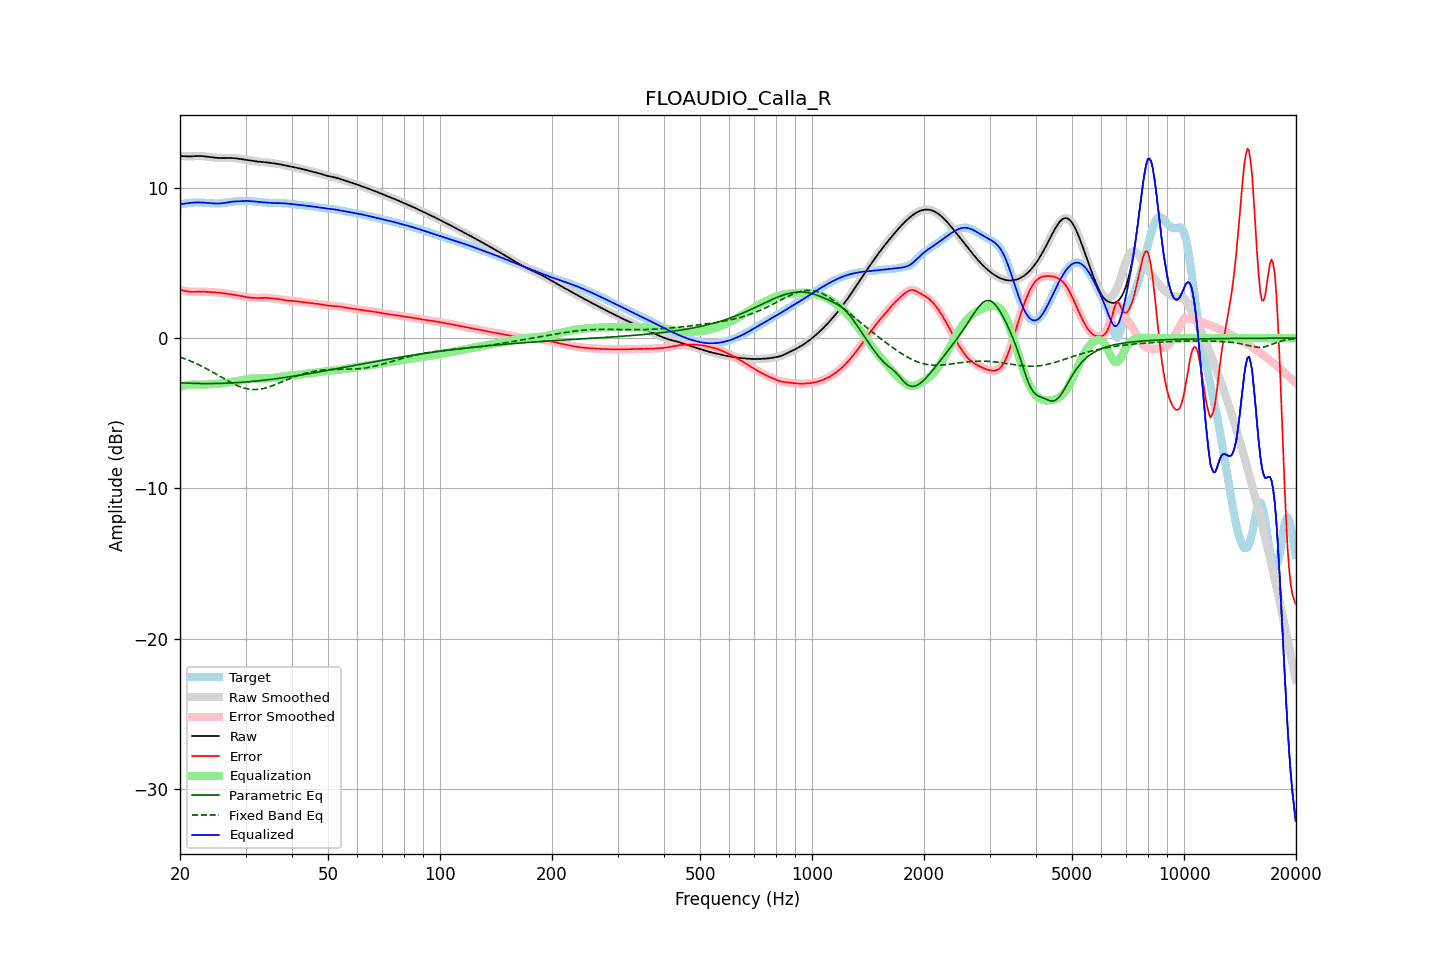 FLOAUDIO_Calla_R
10
0
−10
−20
−30
Amplitude (dBr)
Target
Raw Smoothed
Error Smoothed
Raw
Error
Equalization
Parametric Eq
Fixed Band Eq
Equalized
20 50 100 200 500 1000 2000 5000 10000 20000
Frequency (Hz)